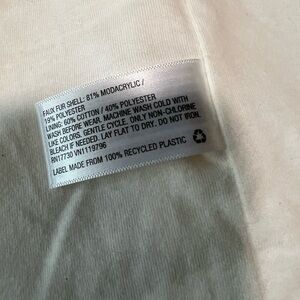 FAUX FUR SHELL: 81% MODACRYLIC /
19% POLYESTER
LINING: 60% COTTON / 40% POLYESTER
WASH BEFORE WEAR. MACHINE WASH COLD WITH
LIKE COLORS. GENTLE CYCLE. ONLY NON-CHLORINE
BLEACH IF NEEDED. LAY FLAT TO DRY. DO NOT IRON.
RN17730 VN1119796
LABEL MADE FROM 100% RECYCLED PLASTIC